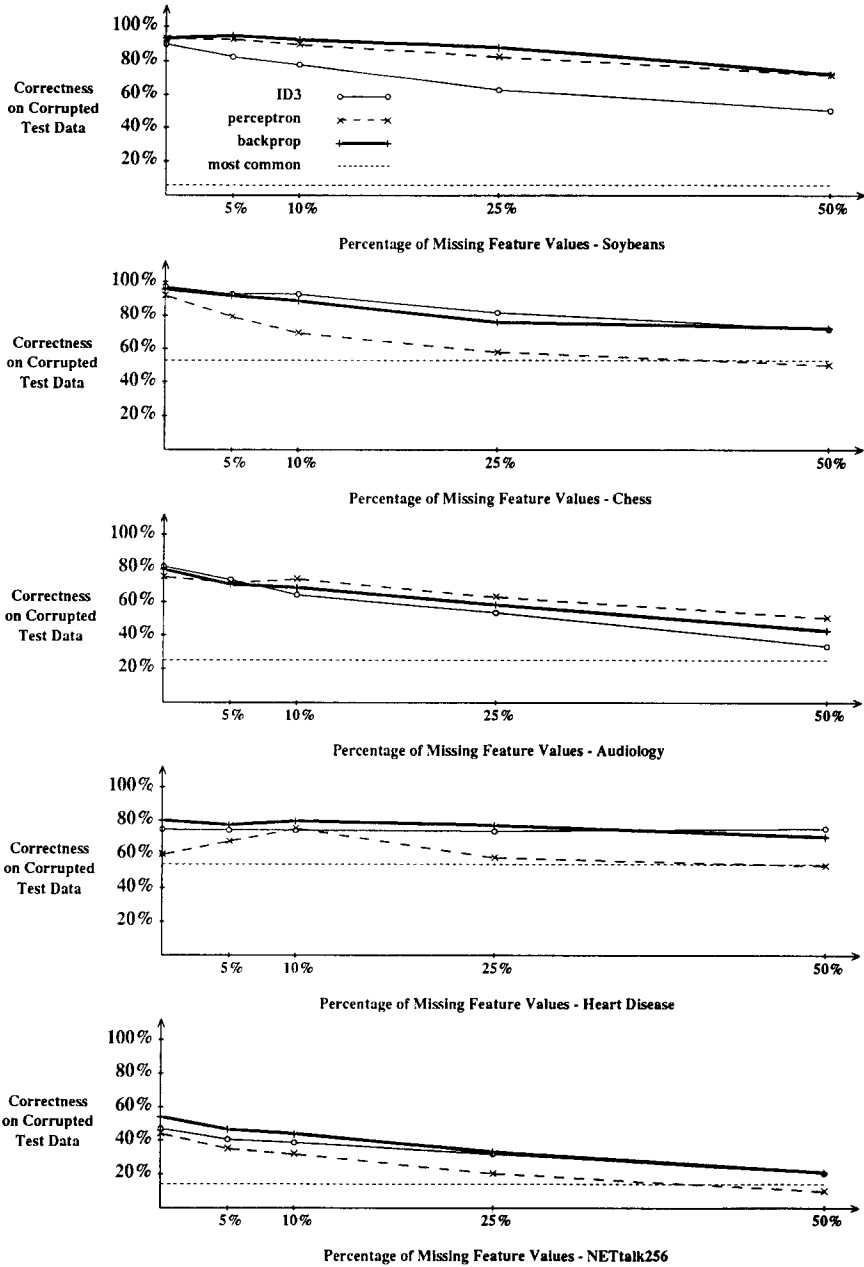 100%
80%
60%
40%
20%
Correctness
on Corrupted
Test Data
ID3
perceptron
backprop
most common
5% 10% 25% 50%
Percentage of Missing Feature Values - Soybeans
100%
80%
60%
40%
20%
Correctness
on Corrupted
Test Data
5% 10% 25% 50%
Percentage of Missing Feature Values - Chess
100%
80%
60%
40%
20%
Correctness
on Corrupted
Test Data
5% 10% 25% 50%
Percentage of Missing Feature Values - Audiology
100%
80%
60%
40%
20%
Correctness
on Corrupted
Test Data
5% 10% 25% 50%
Percentage of Missing Feature Values - Heart Disease
100%
80%
60%
40%
20%
Correctness
on Corrupted
Test Data
5% 10% 25% 50%
Percentage of Missing Feature Values - NETtalk256